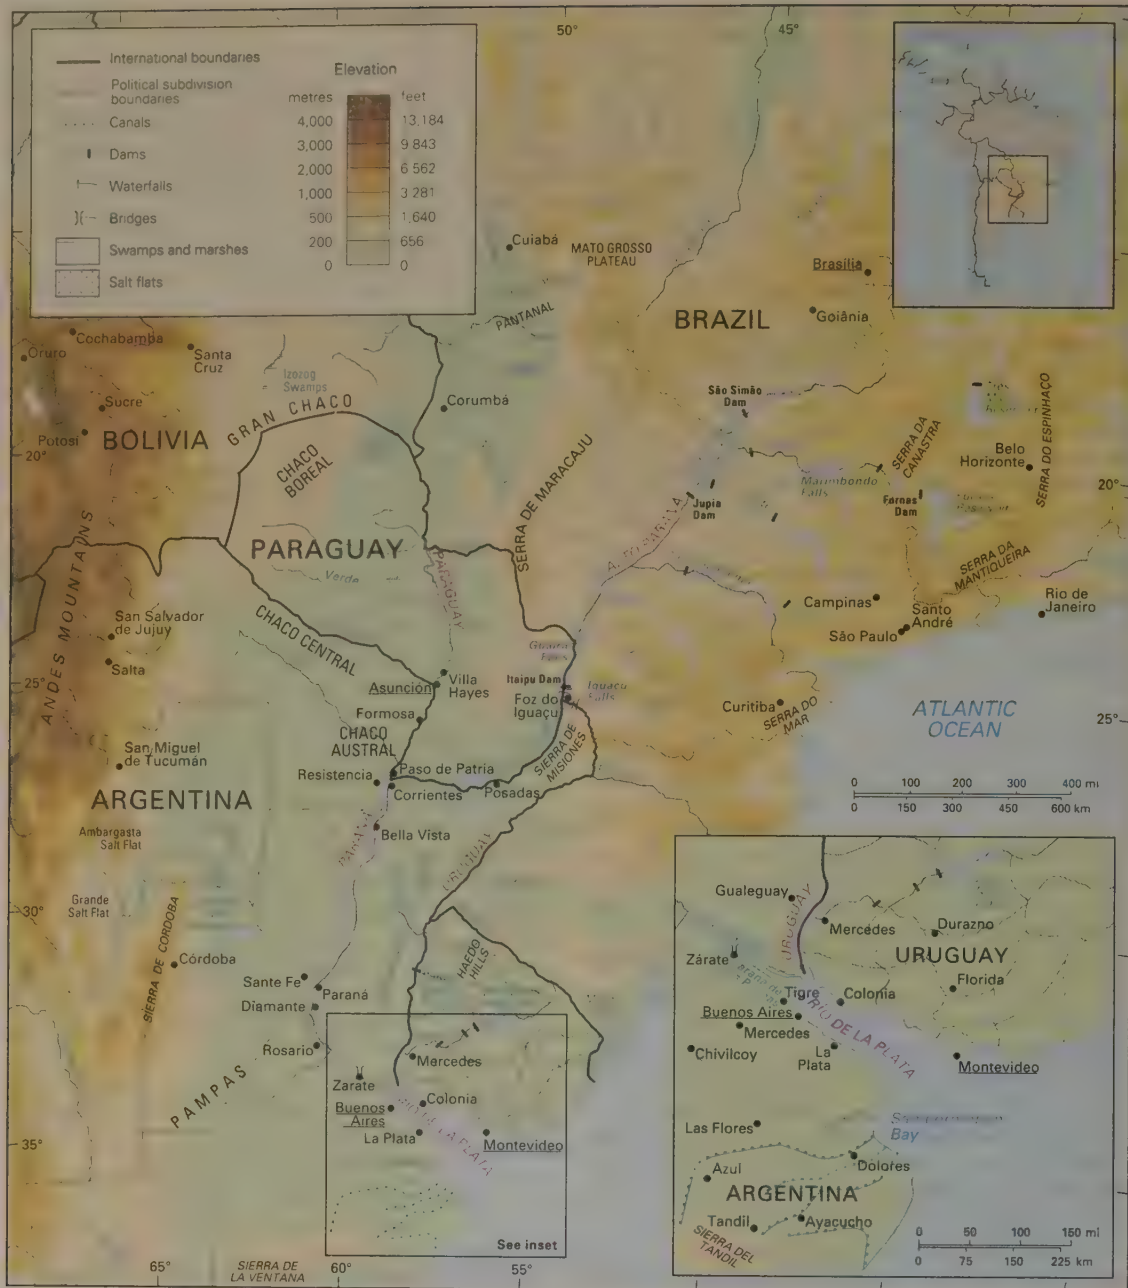 International boundaries
Political subdivision
boundaries
Canals
Dams
Waterfalls
Bridges
Swamps and marshes
Salt flats
Elevation
metres feet
4,000 13,184
3,000 9 843
2,000 6 562
1,000 3 281
500 1,640
200 656
0 0
50°
45°
Cuiabá
MATO GROSSO
PLATEAU
Brasília
BRAZIL
Goiânia
PANTANAL
Cochabamba
Oruro
Santa
Cruz
Izozog
Swamps
Sucre
Potosí
BOLIVIA
GRAN CHACO
CHACO
BOREAL
Corumbá
São Simão
Dam
SERRA DA
CANASTRA
SERRA DO ESPINHAÇO
Belo
Horizonte
20°
20°
Marimbondo
Falls
Jupia
Dam
Furnas
Dam
SERRA DE MARACAJU
ALTO PARANA
PARAGUAY
PARAGUAY
Verde
SERRA DA
MANTIQUEIRA
ANDES MOUNTAINS
San Salvador
de Jujuy
Salta
CHACO CENTRAL
Campinas
Santo
André
São Paulo
Rio de
Janeiro
Guaira
Falls
Itaipu Dam
Iguaçu
Falls
Foz do
Iguaçu
Villa
Hayes
Asunción
25°
25°
Formosa
CHACO
AUSTRAL
Curitiba
SERRA DO
MAR
ATLANTIC
OCEAN
San Miguel
de Tucumán
SIERRA DE
MISIONES
Resistencia
Paso de Patria
Corrientes
Posadas
ARGENTINA
0 100 200 300 400 mi
0 150 300 450 600 km
Ambargasta
Salt Flat
Bella Vista
PARANA
URUGUAY
Grande
Salt Flat
30°
SIERRA DE CORDOBA
Córdoba
HAEDO
HILLS
Sante Fe
Paraná
Diamante
Rosario
PAMPAS
Mercedes
Zarate
Buenos
Aires
Colonia
La Plata
RIO DE LA PLATA
Montevideo
35°
See inset
SIERRA DE
LA VENTANA
65°
60°
55°
Gualeguay
URUGUAY
Mercedes
Durazno
URUGUAY
Zárate
Florida
Tigre
Colonia
Buenos Aires
Mercedes
RÍO DE LA PLATA
Chivilcoy
La
Plata
Montevideo
Las Flores
Bay
Azul
Dolores
ARGENTINA
Tandil
Ayacucho
SIERRA DEL
TANDIL
0 50 100 150 mi
0 75 150 225 km